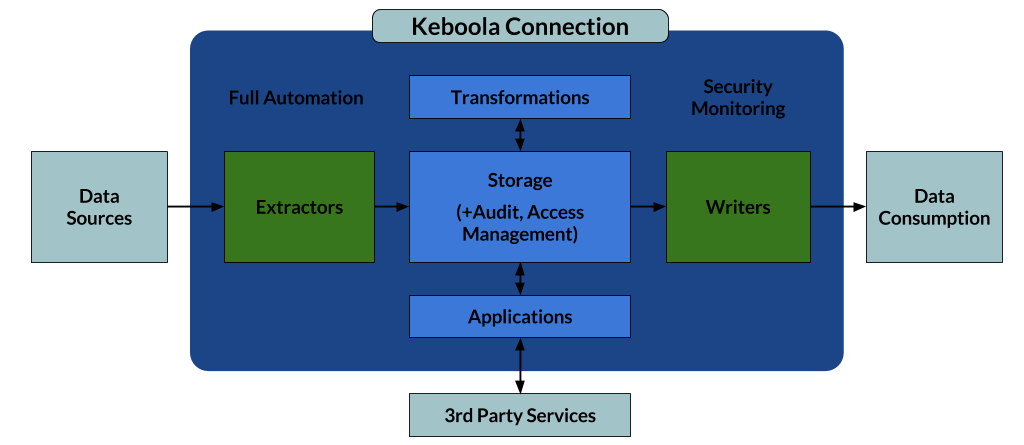 Keboola Connection
Full Automation
Transformations
Security
Monitoring
Data
Sources
Extractors
Storage
(+Audit, Access
Management)
Writers
Data
Consumption
Applications
3rd Party Services